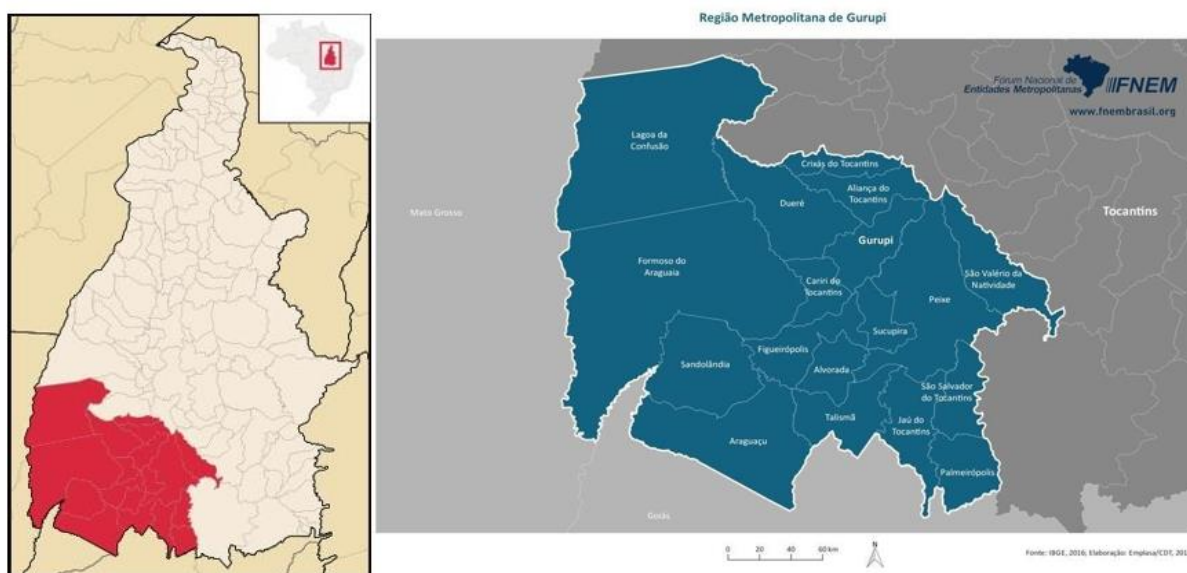 Região Metropolitana de Gurupi
Fórum Nacional de
Entidades Metropolitanas
FNEM
www.fnembrasil.org
Lagoa da
Confusão
Crixás do Tocantins
Aliança do
Tocantins
Dueré
Mato Grosso
Tocantins
Gurupi
Formoso do
Araguaia
São Valério da
Natividade
Cariri do
Tocantins
Peixe
Sucupira
Figueirópolis
Sandolândia
Alvorada
São Salvador
do Tocantins
Talismã
Jaú do
Tocantins
Araguaçu
Palmeirópolis
Goiás
N
0 20 40 60 km
Fonte: IBGE, 2016; Elaboração: Emplasa/CDT, 201